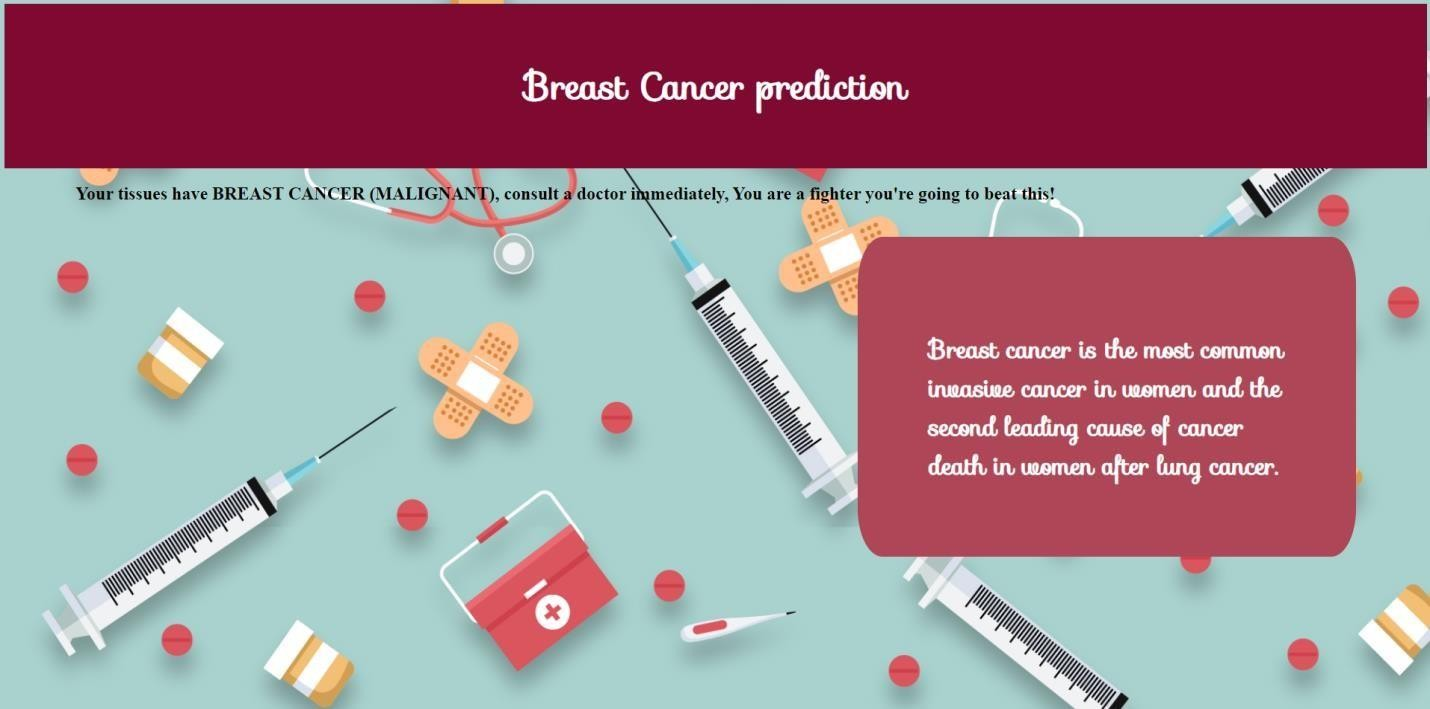 Breast Cancer prediction
Your tissues have BREAST CANCER (MALIGNANT), consult a doctor immediately, You are a fighter you're going to beat this!
Breast cancer is the most common
invasive cancer in women and the
second leading cause of cancer
death in women after lung cancer.